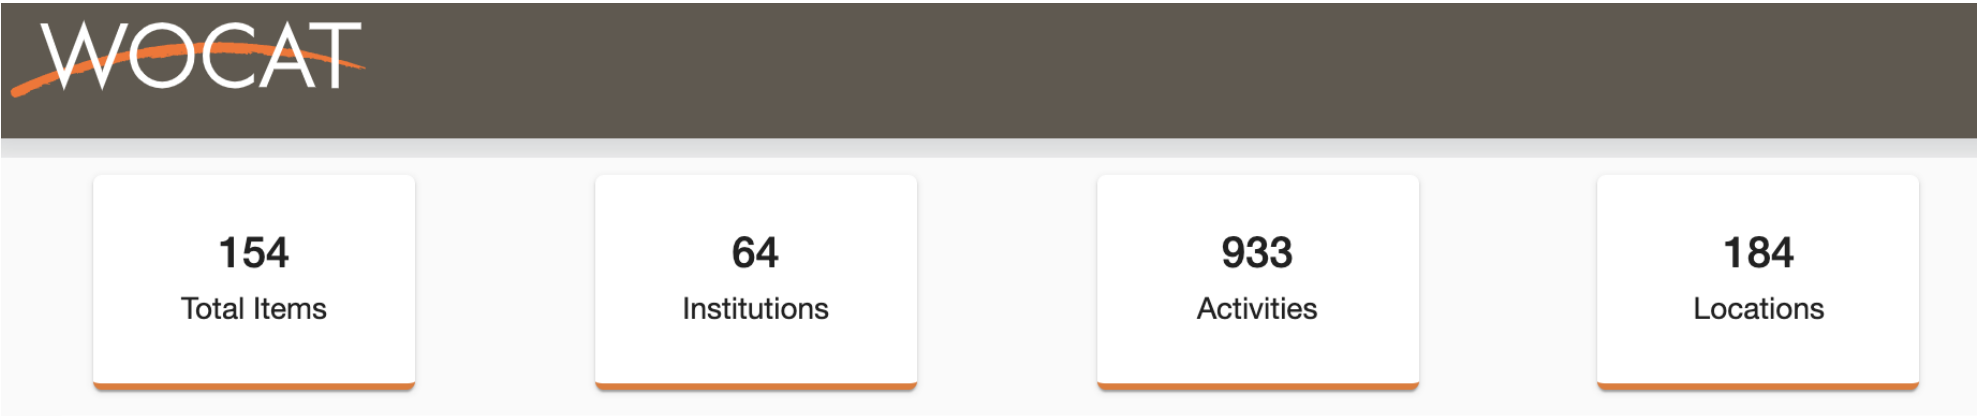 WOCAT
154
Total Items
64
Institutions
933
Activities
184
Locations